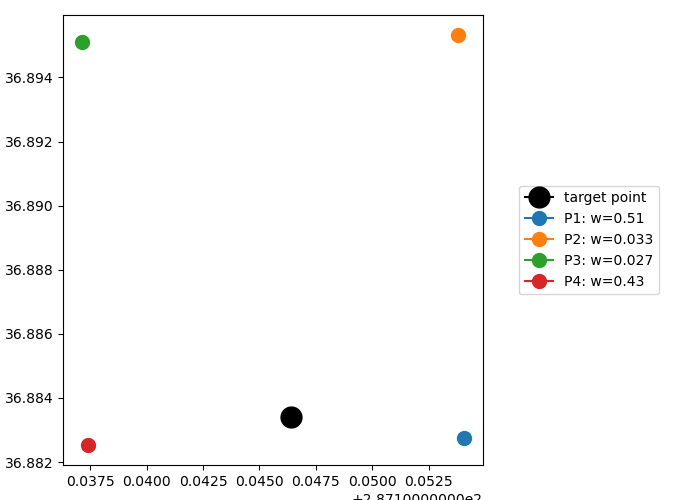 36.894
36.892
36.890
36.888
36.886
36.884
36.882
0.0375 0.0400 0.0425 0.0450 0.0475 0.0500 0.0525
+2.8710000000e2
target point
P1: w=0.51
P2: w=0.033
P3: w=0.027
P4: w=0.43